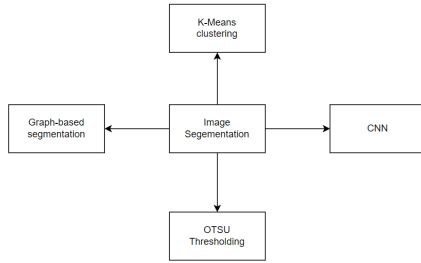 K-Means
clustering
Graph-based
segmentation
Image
Segementation
CNN
OTSU
Thresholding